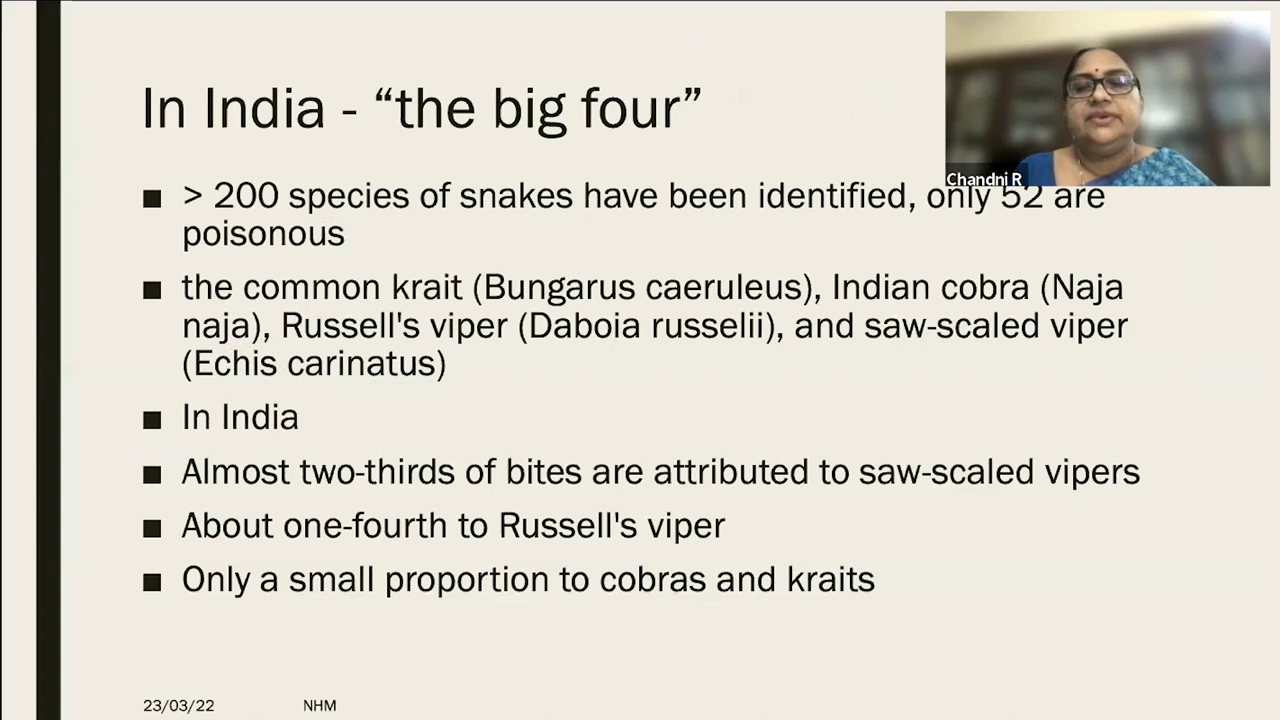 In India - “the big four”
■ > 200 species of snakes have been identified, only 52 are
poisonous
■ the common krait (Bungarus caeruleus), Indian cobra (Naja
naja), Russell's viper (Daboia russelii), and saw-scaled viper
(Echis carinatus)
■ In India
■ Almost two-thirds of bites are attributed to saw-scaled vipers
■ About one-fourth to Russell's viper
■ Only a small proportion to cobras and kraits
23/03/22 NHM
Chandni R